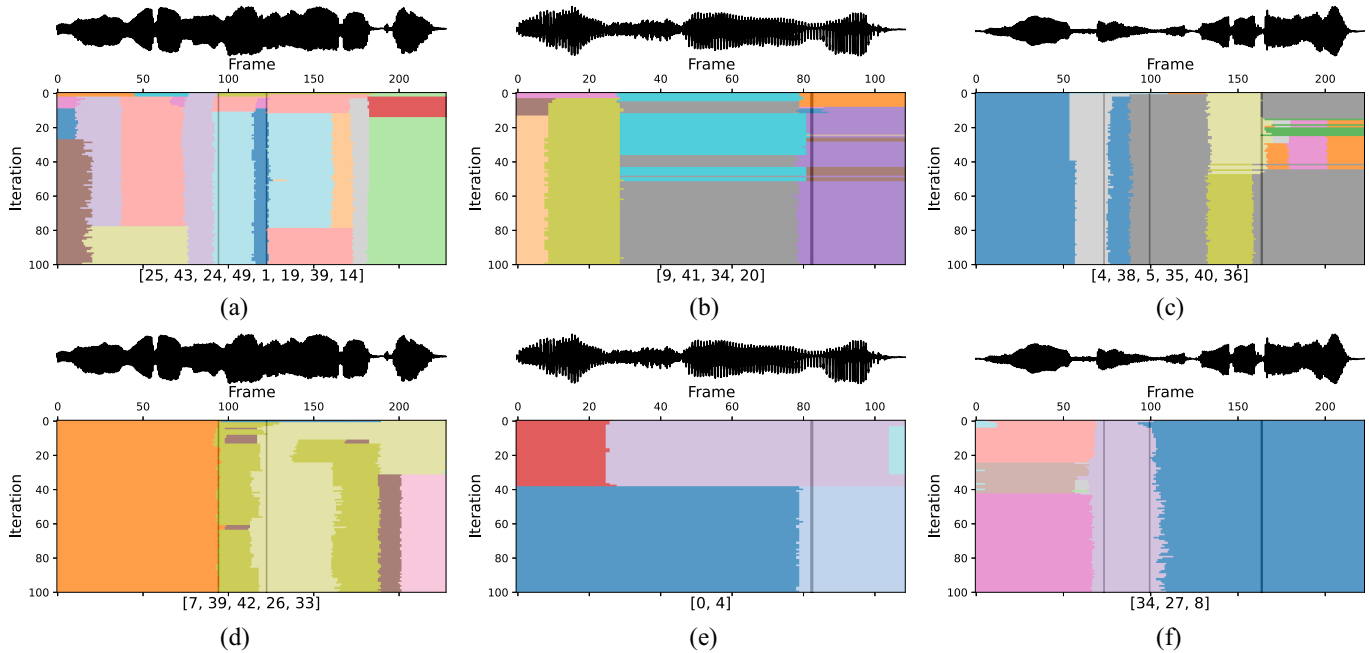 Frame
0 50 100 150 200
Iteration
0
20
40
60
80
100
[25, 43, 24, 49, 1, 19, 39, 14]
(a)
Frame
0 20 40 60 80 100
Iteration
0
20
40
60
80
100
[9, 41, 34, 20]
(b)
Frame
0 50 100 150 200
Iteration
0
20
40
60
80
100
[4, 38, 5, 35, 40, 36]
(c)
Frame
0 50 100 150 200
Iteration
0
20
40
60
80
100
[7, 39, 42, 26, 33]
(d)
Frame
0 20 40 60 80 100
Iteration
0
20
40
60
80
100
[0, 4]
(e)
Frame
0 50 100 150 200
Iteration
0
20
40
60
80
100
[34, 27, 8]
(f)